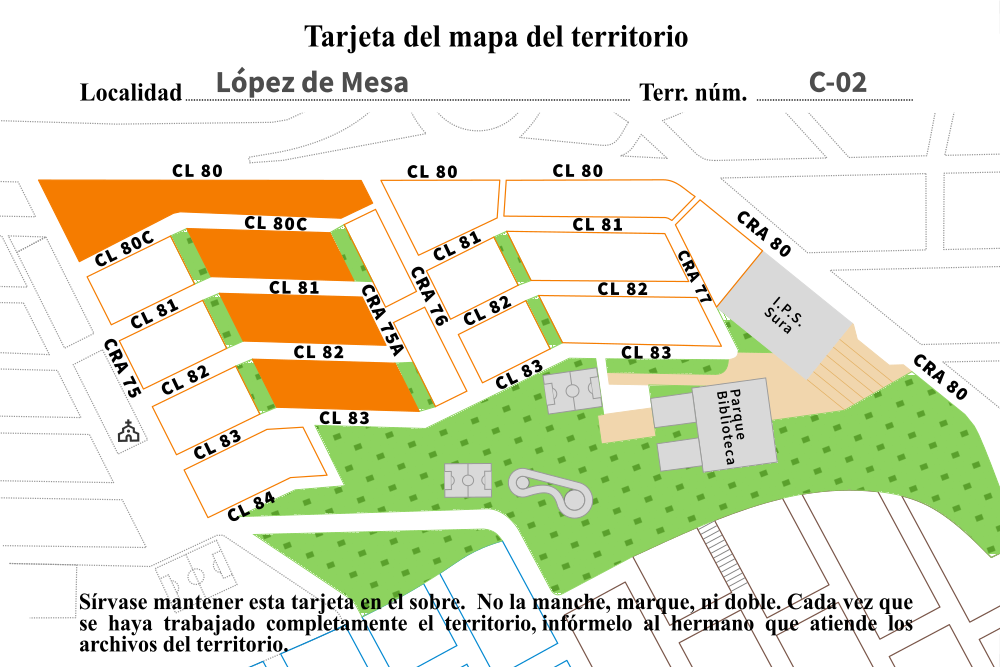 Tarjeta del mapa del territorio
Localidad López de Mesa Terr. núm. C-02
CL 80
CL 80
CL 80
CL 80C
CL 80C
CL 81
CL 81
CRA 80
CRA 76
CRA 77
CL 81
CL 81
CL 82
CRA 75A
CL 82
I.P.S.
Sura
CRA 75
CL 82
CL 82
CL 83
CL 83
CRA 80
CL 83
CL 83
Parque
Biblioteca
CL 84
Sírvase mantener esta tarjeta en el sobre. No la manche, marque, ni doble. Cada vez que
se haya trabajado completamente el territorio, infórmelo al hermano que atiende los
archivos del territorio.